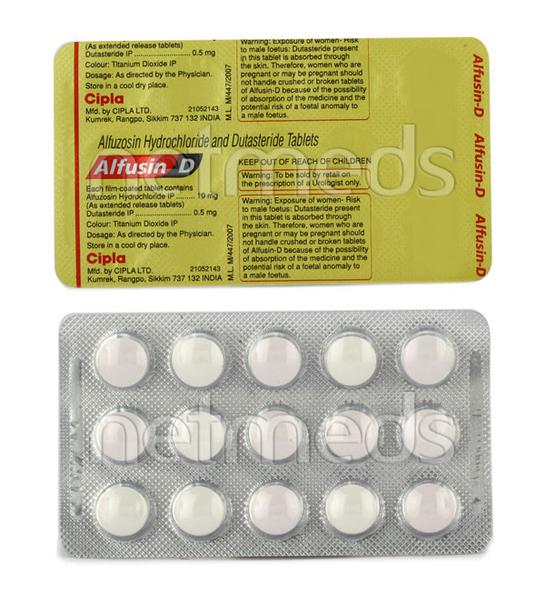 (As extended release tablets)
Dutasteride IP ........................ 0.5 mg
Colour: Titanium Dioxide IP
Dosage: As directed by the Physician.
Store in a cool dry place.
Cipla
Mfd. by CIPLA LTD. 21052143
Kumrek, Rangpo, Sikkim 737 132 INDIA
M.L. M/447/2007
Warning: Exposure of women- Risk
to male foetus: Dutasteride present
in this tablet is absorbed through
the skin. Therefore, women who are
pregnant or may be pregnant should
not handle crushed or broken tablets
of Alfusin-D because of the possibility
of absorption of the medicine and the
potential risk of a foetal anomaly to
a male foetus.
Alfusin-D
Alfusin-D
Alfusin-D
Alfuzosin Hydrochloride and Dutasteride Tablets
Alfusin D
Each film-coated tablet contains
Alfuzosin Hydrochloride IP ...... 10 mg
(As extended release tablets)
Dutasteride IP ........................ 0.5 mg
Colour: Titanium Dioxide IP
Dosage: As directed by the Physician.
Store in a cool dry place.
Cipla
Mfd. by CIPLA LTD. 21052143
Kumrek, Rangpo, Sikkim 737 132 INDIA
M.L. M/447/2007
KEEP OUT OF REACH OF CHILDREN
Warning: To be sold by retail on
the prescription of a Urologist only.
Warning: Exposure of women- Risk
to male foetus: Dutasteride present
in this tablet is absorbed through
the skin. Therefore, women who are
pregnant or may be pregnant should
not handle crushed or broken tablets
of Alfusin-D because of the possibility
of absorption of the medicine and the
potential risk of a foetal anomaly to
a male foetus.
netmeds
netmeds